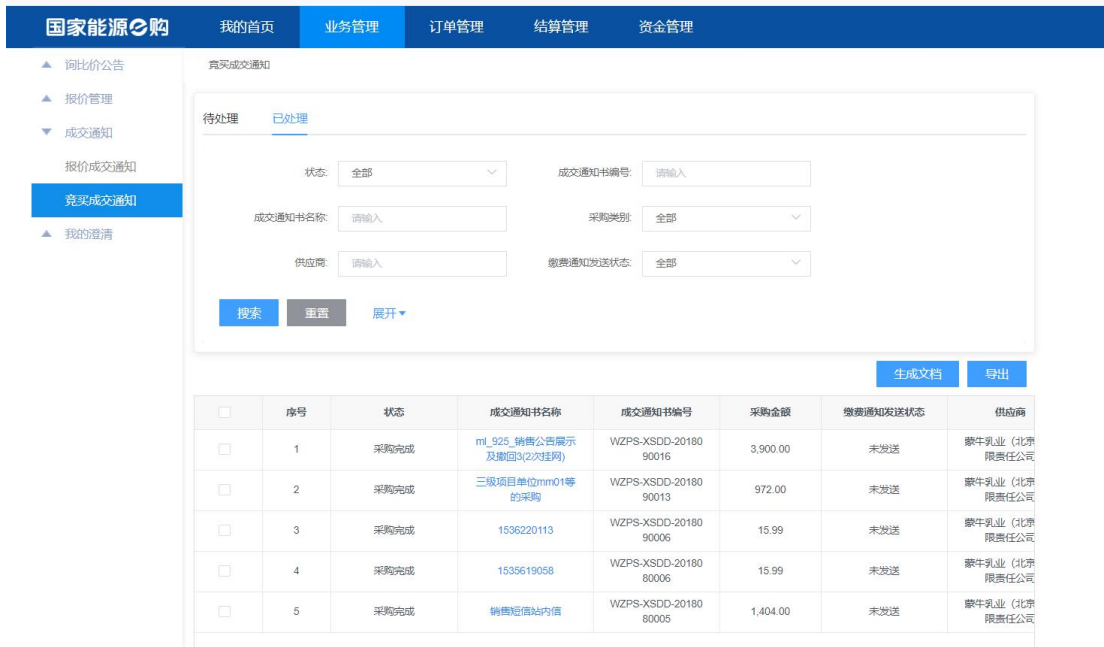 国家能源e购 我的首页 业务管理 订单管理 结算管理 资金管理
询比价公告
报价管理
成交通知
报价成交通知
竞买成交通知
我的澄清
竞买成交通知
待处理 已处理
状态: 全部 成交通知书编号: 请输入
成交通知书名称: 请输入 采购类别: 全部
供应商: 请输入 缴费通知发送状态: 全部
搜索 重置 展开
生成文档 导出
序号 状态 成交通知书名称 成交通知书编号 采购金额 缴费通知发送状态 供应商
1 采购完成 ml_925_销售公告展示 WZPS-XSDD-20180 3,900.00 未发送 蒙牛乳业（北京
及撤回3(2次挂网) 90016 限责任公司
2 采购完成 三级项目单位mm01等 WZPS-XSDD-20180 972.00 未发送 蒙牛乳业（北京
的采购 90013 限责任公司
3 采购完成 1536220113 WZPS-XSDD-20180 15.99 未发送 蒙牛乳业（北京
90006 限责任公司
4 采购完成 1535619058 WZPS-XSDD-20180 15.99 未发送 蒙牛乳业（北京
80006 限责任公司
5 采购完成 销售短信站内信 WZPS-XSDD-20180 1,404.00 未发送 蒙牛乳业（北京
80005 限责任公司